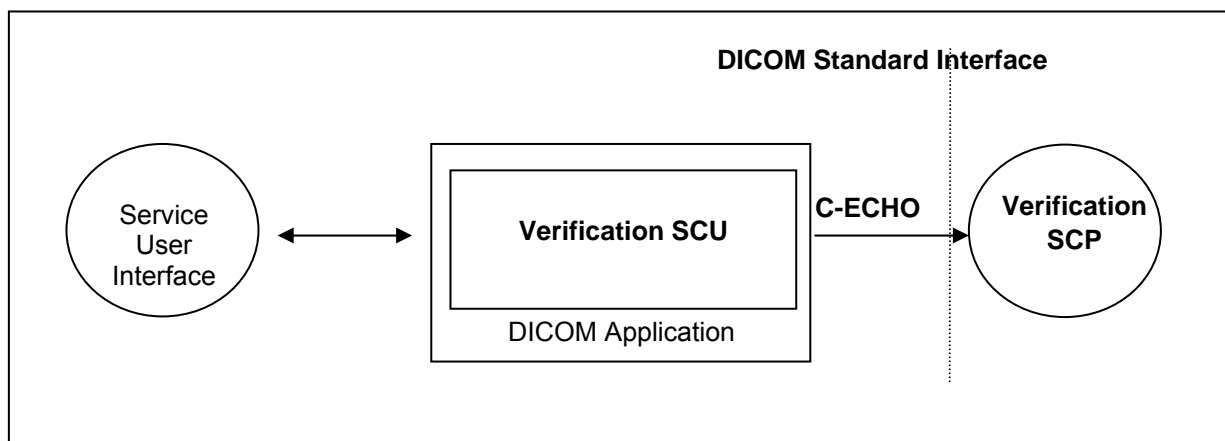 DICOM Standard Interface
Service
User
Interface
Verification SCU
DICOM Application
C-ECHO
Verification
SCP